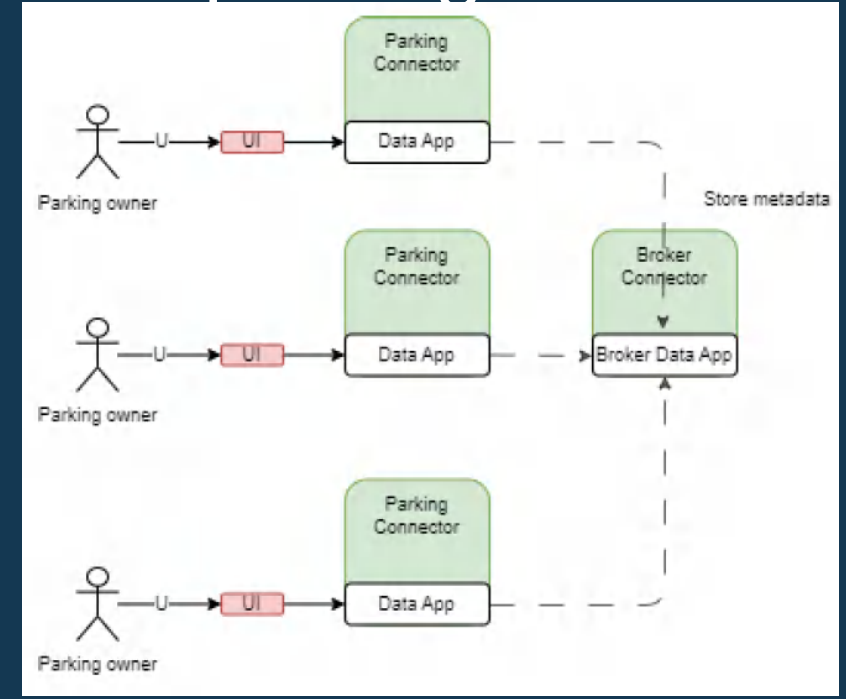 Parking
Connector
U
UI
Data App
Parking owner
Store metadata
Parking
Connector
Broker
Connector
U
UI
Data App
Broker Data App
Parking owner
Parking
Connector
U
UI
Data App
Parking owner